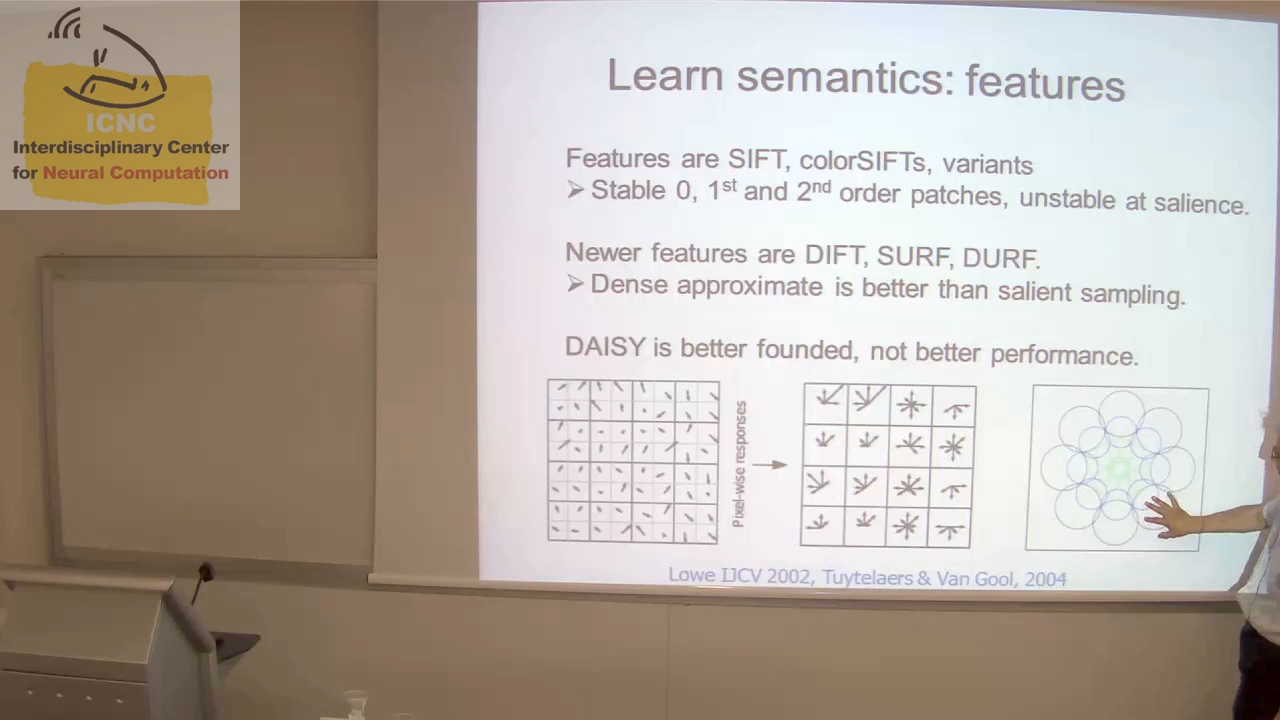 ICNC
Interdisciplinary Center
for Neural Computation
Learn semantics: features
Features are SIFT, colorSIFTs, variants
➢ Stable 0, 1st and 2nd order patches, unstable at salience.
Newer features are DIFT, SURF, DURF.
➢ Dense approximate is better than salient sampling.
DAISY is better founded, not better performance.
Pixel-wise responses
Lowe IJCV 2002, Tuytelaers & Van Gool, 2004